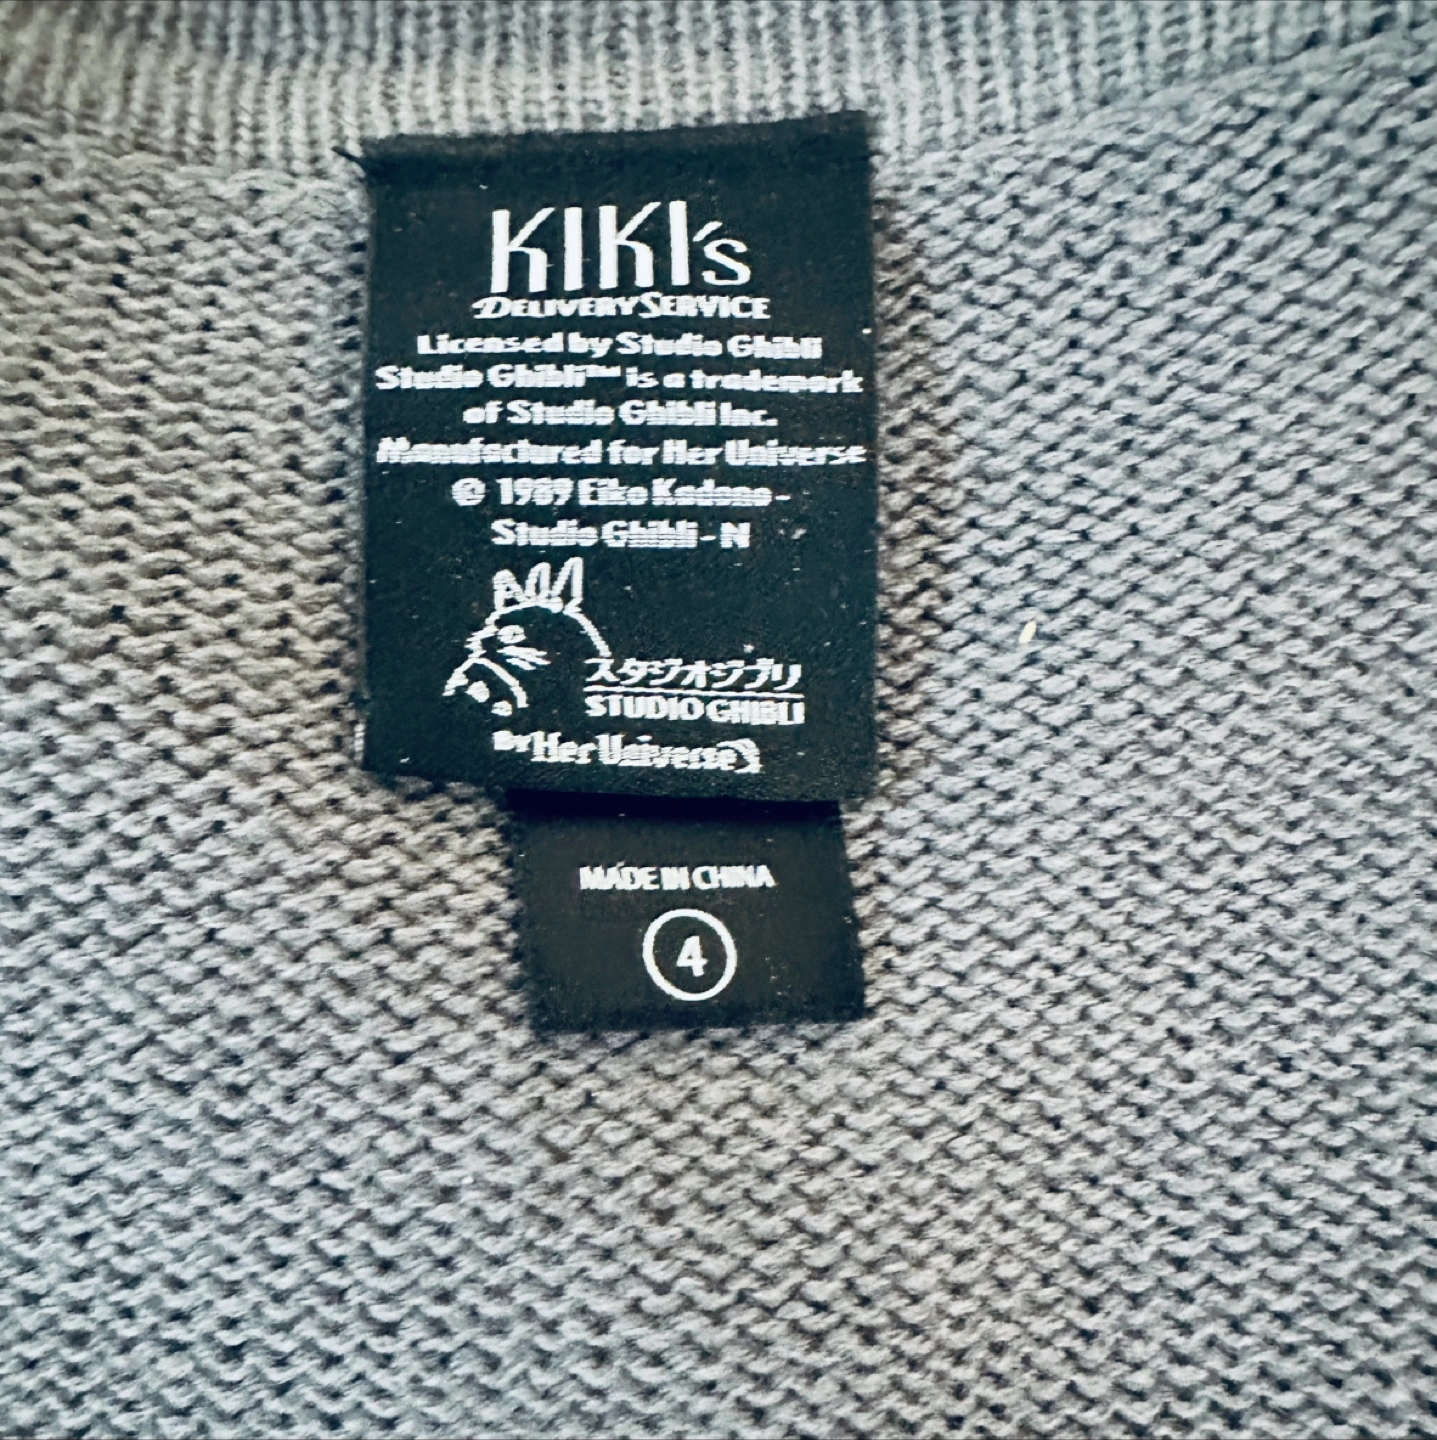 KIKI's
DELIVERY SERVICE
Licensed by Studio Ghibli
Studio Ghibli™ is a trademark
of Studio Ghibli Inc.
Manufactured for Her Universe
© 1989 Eiko Kadono -
Studio Ghibli - N
スタジオジブリ
STUDIO GHIBLI
BY Her Universe
MADE IN CHINA
4